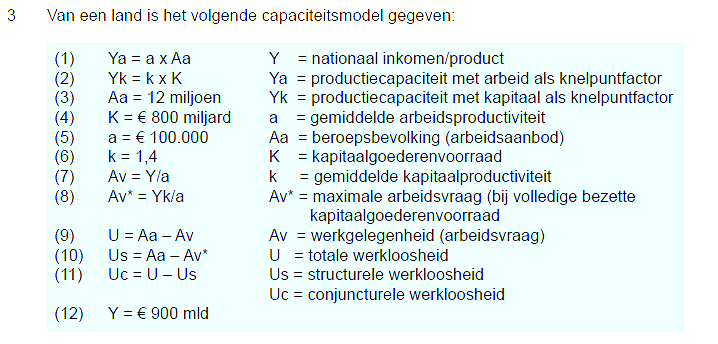 3 Van een land is het volgende capaciteitsmodel gegeven:
(1) Ya = a x Aa Y = nationaal inkomen/product
(2) Yk = k x K Ya = productiecapaciteit met arbeid als knelpuntfactor
(3) Aa = 12 miljoen Yk = productiecapaciteit met kapitaal als knelpuntfactor
(4) K = € 800 miljard a = gemiddelde arbeidsproductiviteit
(5) a = € 100.000 Aa = beroepsbevolking (arbeidsaanbod)
(6) k = 1,4 K = kapitaalgoederenvoorraad
(7) Av = Y/a k = gemiddelde kapitaalproductiviteit
(8) Av* = Yk/a Av* = maximale arbeidsvraag (bij volledige bezette
kapitaalgoederenvoorraad
(9) U = Aa – Av Av = werkgelegenheid (arbeidsvraag)
(10) Us = Aa – Av* U = totale werkloosheid
(11) Uc = U – Us Us = structurele werkloosheid
Uc = conjuncturele werkloosheid
(12) Y = € 900 mld